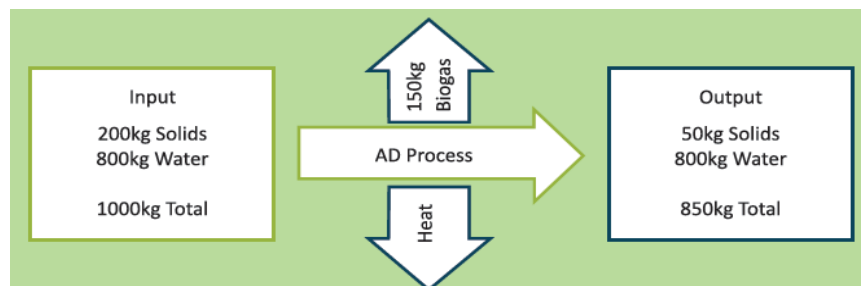 Input
200kg Solids
800kg Water
1000kg Total
150kg
Biogas
AD Process
Heat
Output
50kg Solids
800kg Water
850kg Total